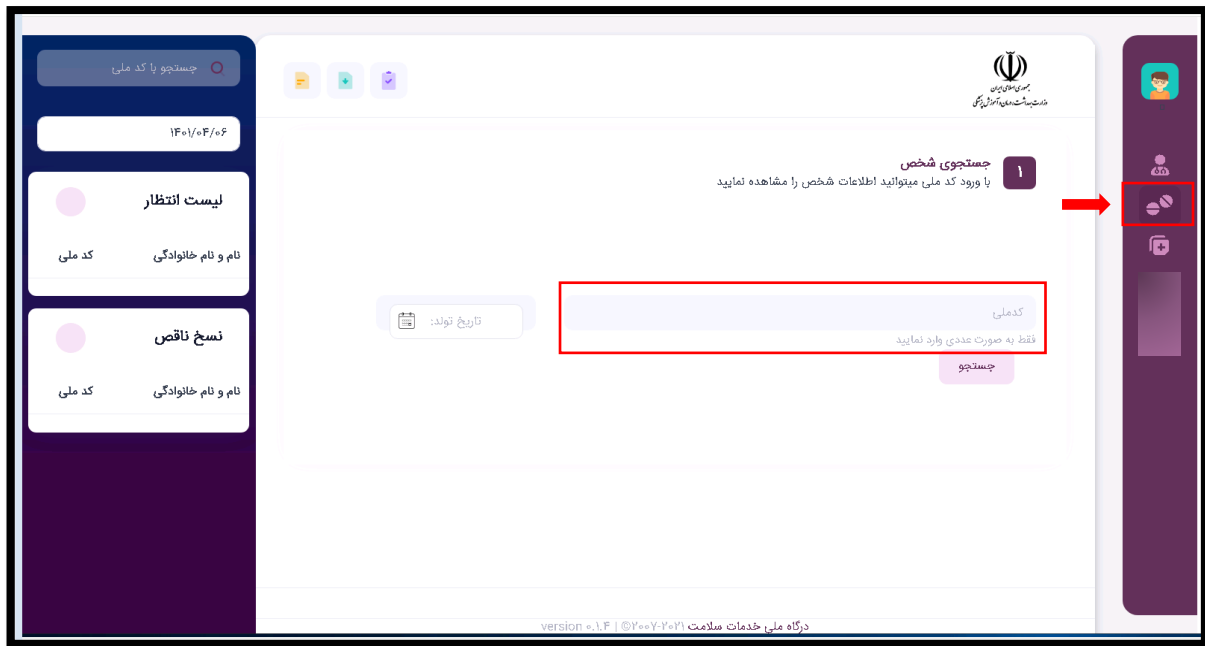 جمهوری اسلامی ایران
وزارت بهداشت، درمان و آموزش پزشکی
۱
جستجوی شخص
با ورود کد ملی میتوانید اطلاعات شخص را مشاهده نمایید
کدملی
فقط به صورت عددی وارد نمایید
تاریخ تولد:
جستجو
جستجو با کد ملی
۱۴۰۱/۰۴/۰۶
لیست انتظار
نام و نام خانوادگی کد ملی
نسخ ناقص
نام و نام خانوادگی کد ملی
درگاه ملی خدمات سلامت ۲۰۰۷-۲۰۲۱© | version ۰.۱.۴